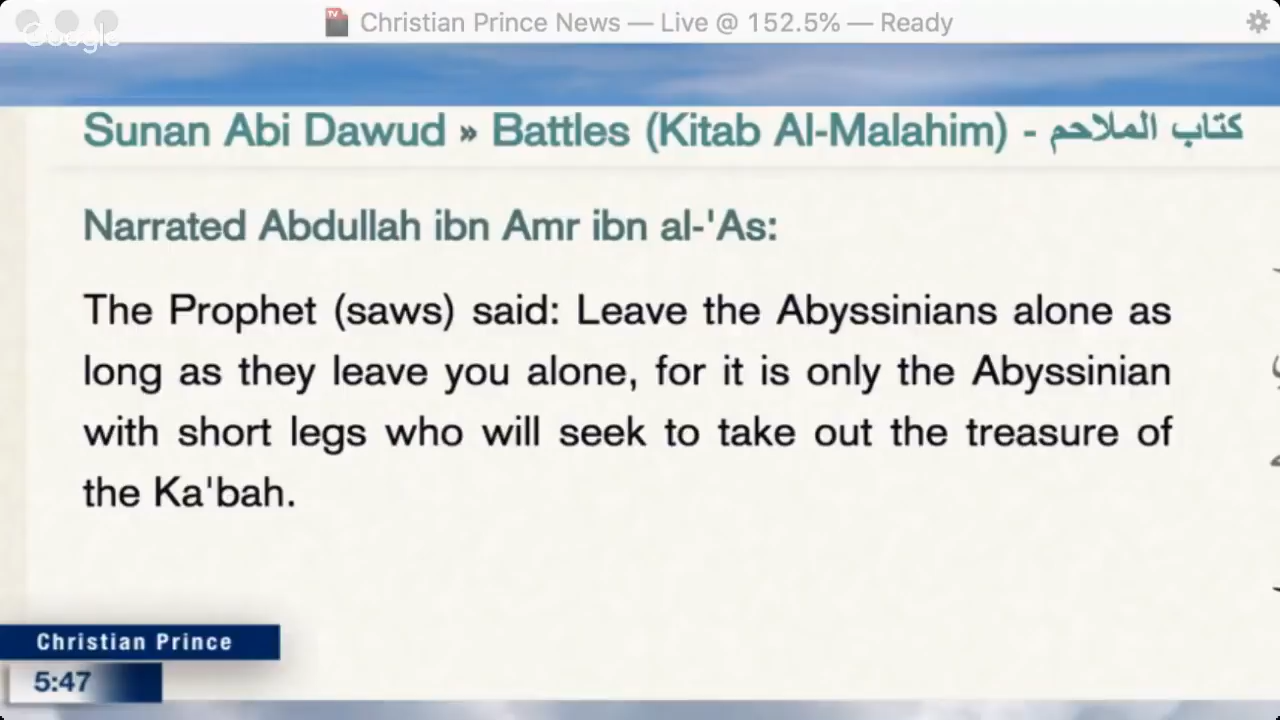 Christian Prince News — Live @ 152.5% — Ready
Google
TV
Sunan Abi Dawud » Battles (Kitab Al-Malahim) - كتاب الملاحم
Narrated Abdullah ibn Amr ibn al-'As:
The Prophet (saws) said: Leave the Abyssinians alone as
long as they leave you alone, for it is only the Abyssinian
with short legs who will seek to take out the treasure of
the Ka'bah.
Christian Prince
5:47